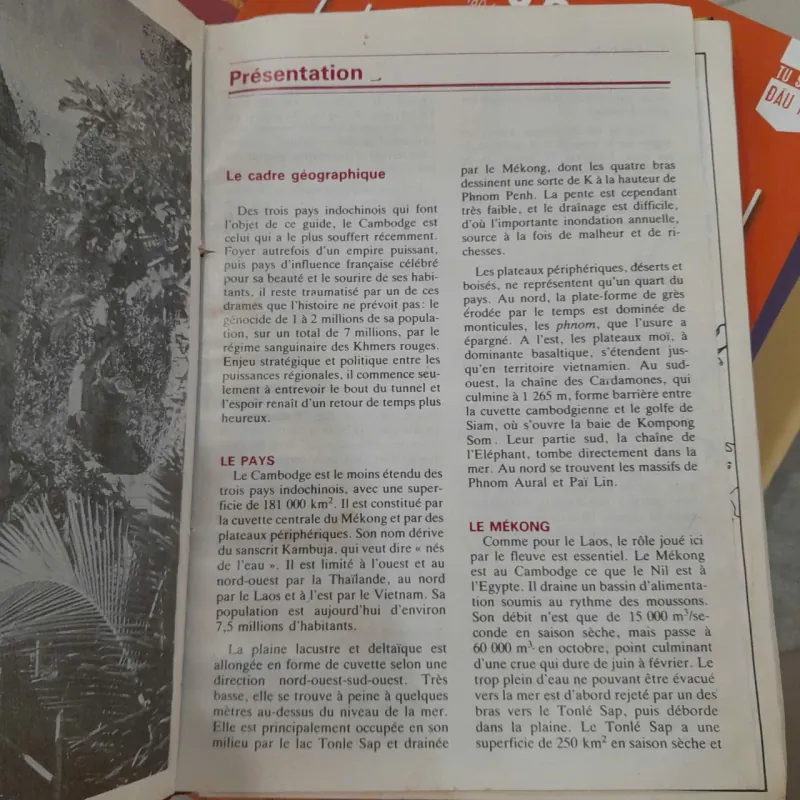 Présentation
Le cadre géographique
Des trois pays indochinois qui font
l'objet de ce guide, le Cambodge est
celui qui a le plus souffert récemment.
Foyer autrefois d'un empire puissant,
puis pays d'influence française célébré
pour sa beauté et le sourire de ses habi-
tants, il reste traumatisé par un de ces
drames que l'histoire ne prévoit pas : le
génocide de 1 à 2 millions de sa popula-
tion, sur un total de 7 millions, par le
régime sanguinaire des Khmers rouges.
Enjeu stratégique et politique entre les
puissances régionales, il commence seu-
lement à entrevoir le bout du tunnel et
l'espoir renaît d'un retour de temps plus
heureux.
LE PAYS
Le Cambodge est le moins étendu des
trois pays indochinois, avec une super-
ficie de 181 000 km². Il est constitué par
la cuvette centrale du Mékong et par des
plateaux périphériques. Son nom dérive
du sanscrit Kambuja, qui veut dire « nés
de l'eau ». Il est limité à l'ouest et au
nord-ouest par la Thaïlande, au nord
par le Laos et à l'est par le Vietnam. Sa
population est aujourd'hui d'environ
7,5 millions d'habitants.
La plaine lacustre et deltaïque est
allongée en forme de cuvette selon une
direction nord-ouest-sud-ouest. Très
basse, elle se trouve à peine à quelques
mètres au-dessus du niveau de la mer.
Elle est principalement occupée en son
milieu par le lac Tonle Sap et drainée
par le Mékong, dont les quatre bras
dessinent une sorte de K à la hauteur de
Phnom Penh. La pente est cependant
très faible, et le draînage est difficile,
d'où l'importante inondation annuelle,
source à la fois de malheur et de ri-
chesses.
Les plateaux périphériques, déserts et
boisés, ne représentent qu'un quart du
pays. Au nord, la plate-forme de grès
érodée par le temps est dominée de
monticules, les phnom, que l'usure a
épargné. A l'est, les plateaux moï, à
dominante basaltique, s'étendent jus-
qu'en territoire vietnamien. Au sud-
ouest, la chaîne des Cardamones, qui
culmine à 1 265 m, forme barrière entre
la cuvette cambodgienne et le golfe de
Siam, où s'ouvre la baie de Kompong
Som. Leur partie sud, la chaîne de
l'Eléphant, tombe directement dans la
mer. Au nord se trouvent les massifs de
Phnom Aural et Paï Lin.
LE MÉKONG
Comme pour le Laos, le rôle joué ici
par le fleuve est essentiel. Le Mékong
est au Cambodge ce que le Nil est à
l'Egypte. Il draine un bassin d'alimenta-
tion soumis au rythme des moussons.
Son débit n'est que de 15 000 m³/se-
conde en saison sèche, mais passe à
60 000 m³ en octobre, point culminant
d'une crue qui dure de juin à février. Le
trop plein d'eau ne pouvant être évacué
vers la mer est d'abord rejeté par un des
bras vers le Tonlé Sap, puis déborde
dans la plaine. Le Tonlé Sap a une
superficie de 250 km² en saison sèche et
ĐẤU